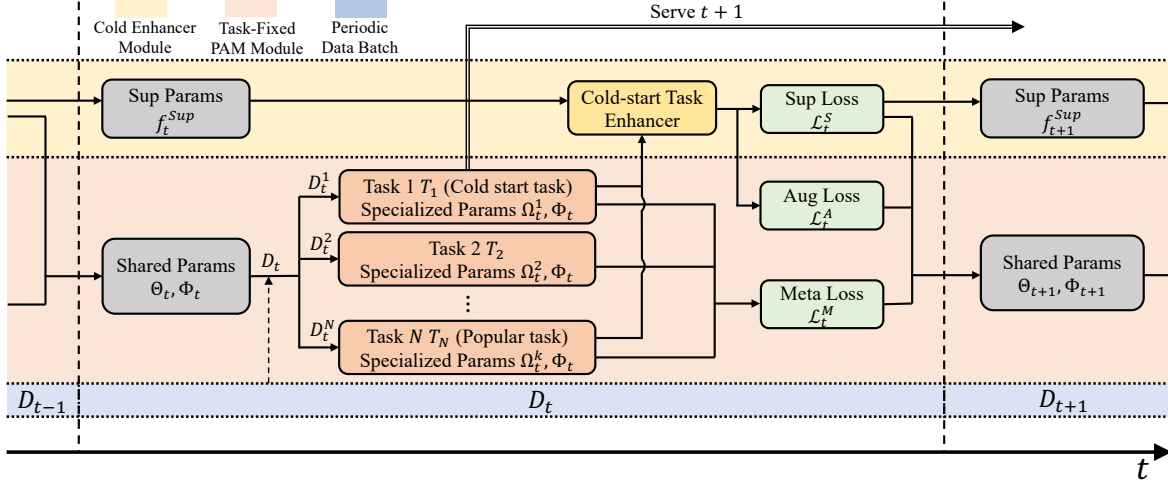 Serve t + 1
Cold Enhancer
Module
Task-Fixed
PAM Module
Periodic
Data Batch
Sup Params
f_t^{Sup}
Cold-start Task
Enhancer
Sup Loss
ℒ_t^S
Sup Params
f_{t+1}^{Sup}
D_t^1
Task 1 T_1 (Cold start task)
Specialized Params Ω_t^1, Φ_t
Aug Loss
ℒ_t^A
D_t^2
Task 2 T_2
Specialized Params Ω_t^2, Φ_t
⋮
Shared Params
Θ_t, Φ_t
D_t
Meta Loss
ℒ_t^M
Shared Params
Θ_{t+1}, Φ_{t+1}
D_t^N
Task N T_N (Popular task)
Specialized Params Ω_t^k, Φ_t
D_{t-1}
D_t
D_{t+1}
t